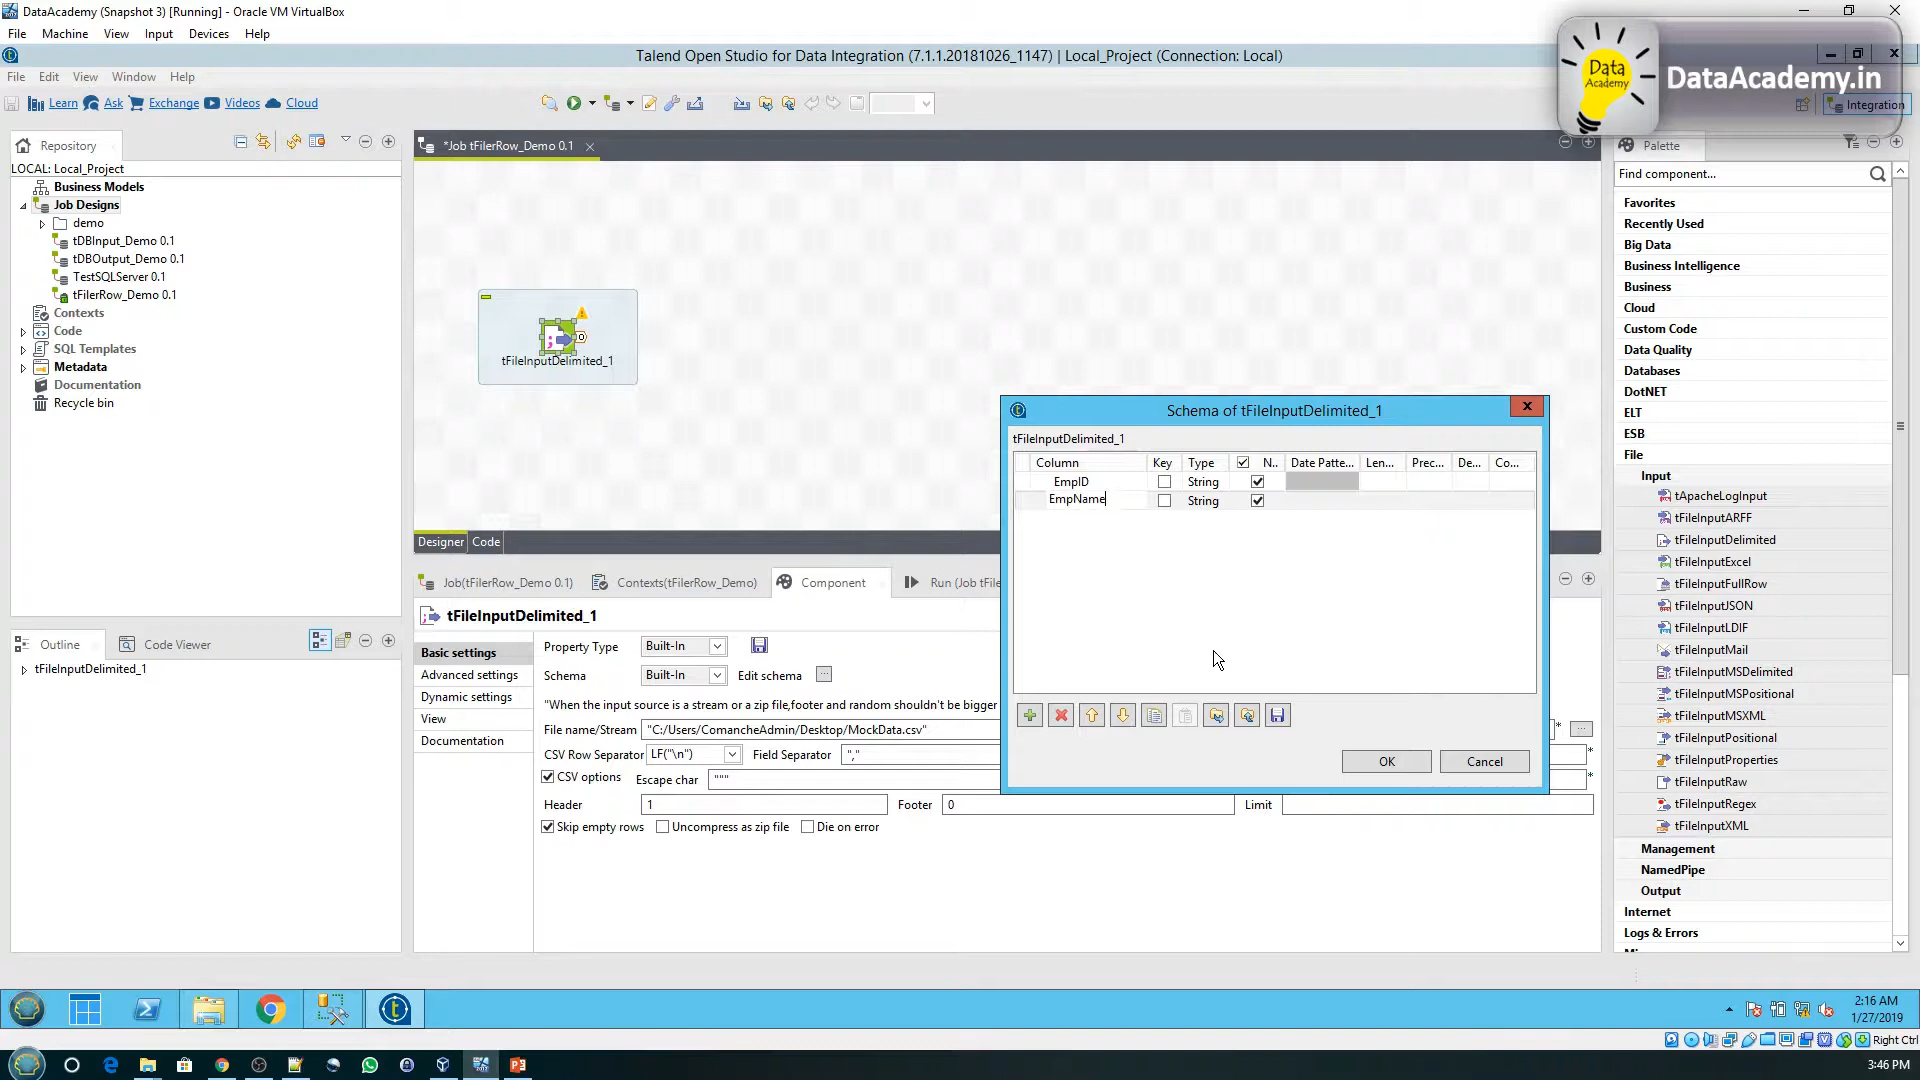 DataAcademy (Snapshot 3) [Running] - Oracle VM VirtualBox
File Machine View Input Devices Help
Talend Open Studio for Data Integration (7.1.1.20181026_1147) | Local_Project (Connection: Local)
Data Academy
DataAcademy.in
File Edit View Window Help
Learn Ask Exchange Videos Cloud
Integration
Repository
LOCAL: Local_Project
Business Models
Job Designs
demo
tDBInput_Demo 0.1
tDBOutput_Demo 0.1
TestSQLServer 0.1
tFilerRow_Demo 0.1
Contexts
Code
SQL Templates
Metadata
Documentation
Recycle bin
*Job tFilerRow_Demo 0.1
tFileInputDelimited_1
Designer Code
Schema of tFileInputDelimited_1
tFileInputDelimited_1
Column Key Type N.. Date Patte... Len... Prec... De... Co...
EmpID String
EmpName String
OK Cancel
Job(tFilerRow_Demo 0.1) Contexts(tFilerRow_Demo) Component Run (Job tFile
tFileInputDelimited_1
Basic settings
Advanced settings
Dynamic settings
View
Documentation
Property Type Built-In
Schema Built-In Edit schema ...
"When the input source is a stream or a zip file,footer and random shouldn't be bigger
File name/Stream "C:/Users/ComancheAdmin/Desktop/MockData.csv" * ...
CSV Row Separator LF("\n") Field Separator "," *
CSV options Escape char """ *
Header 1 Footer 0 Limit
Skip empty rows Uncompress as zip file Die on error
Outline Code Viewer
tFileInputDelimited_1
Palette
Find component...
Favorites
Recently Used
Big Data
Business Intelligence
Business
Cloud
Custom Code
Data Quality
Databases
DotNET
ELT
ESB
File
Input
tApacheLogInput
tFileInputARFF
tFileInputDelimited
tFileInputExcel
tFileInputFullRow
tFileInputJSON
tFileInputLDIF
tFileInputMail
tFileInputMSDelimited
tFileInputMSPositional
tFileInputMSXML
tFileInputPositional
tFileInputProperties
tFileInputRaw
tFileInputRegex
tFileInputXML
Management
NamedPipe
Output
Internet
Logs & Errors
2:16 AM
1/27/2019
Right Ctrl
3:46 PM